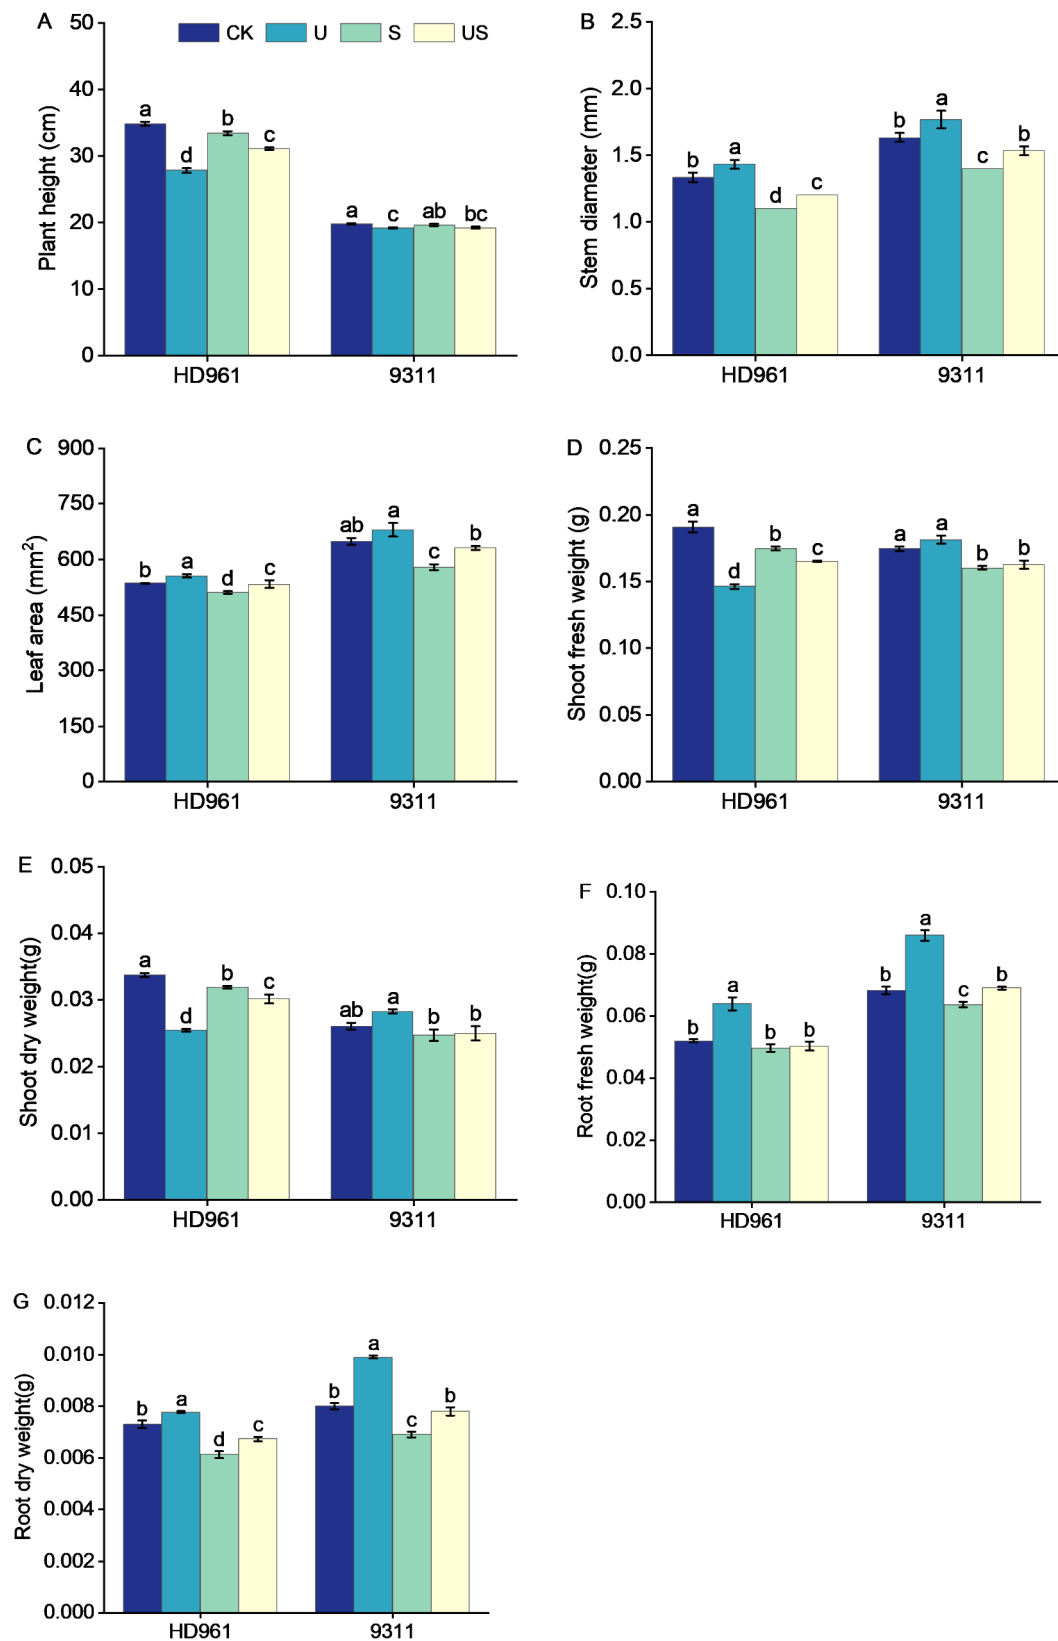 A
CK U S US
Plant height (cm)
50
40
30
20
10
0
a d b c
a c ab bc
HD961 9311
B
Stem diameter (mm)
2.5
2.0
1.5
1.0
0.5
0.0
b a d c
b a c b
HD961 9311
C
Leaf area (mm²)
900
750
600
450
300
150
0
b a d c
ab a c b
HD961 9311
D
Shoot fresh weight (g)
0.25
0.20
0.15
0.10
0.05
0.00
a d b c
a a b b
HD961 9311
E
Shoot dry weight(g)
0.05
0.04
0.03
0.02
0.01
0.00
a d b c
ab a b b
HD961 9311
F
Root fresh weight(g)
0.10
0.08
0.06
0.04
0.02
0.00
b a b b
b a c b
HD961 9311
G
Root dry weight(g)
0.012
0.010
0.008
0.006
0.004
0.002
0.000
b a d c
b a c b
HD961 9311